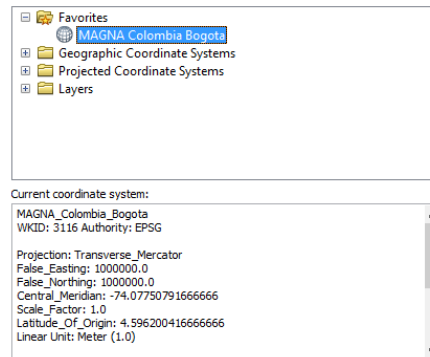 Favorites
MAGNA Colombia Bogota
Geographic Coordinate Systems
Projected Coordinate Systems
Layers
Current coordinate system:
MAGNA_Colombia_Bogota
WKID: 3116 Authority: EPSG
Projection: Transverse_Mercator
False_Easting: 1000000.0
False_Northing: 1000000.0
Central_Meridian: -74.07750791666666
Scale_Factor: 1.0
Latitude_Of_Origin: 4.596200416666666
Linear Unit: Meter (1.0)